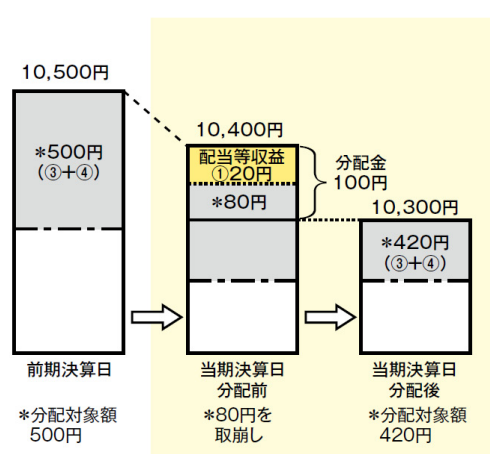 10,500円
*500円
(③+④)
前期決算日
*分配対象額
500円
10,400円
配当等収益
①20円
*80円
分配金
100円
当期決算日
分配前
*80円を
取崩し
10,300円
*420円
(③+④)
当期決算日
分配後
*分配対象額
420円